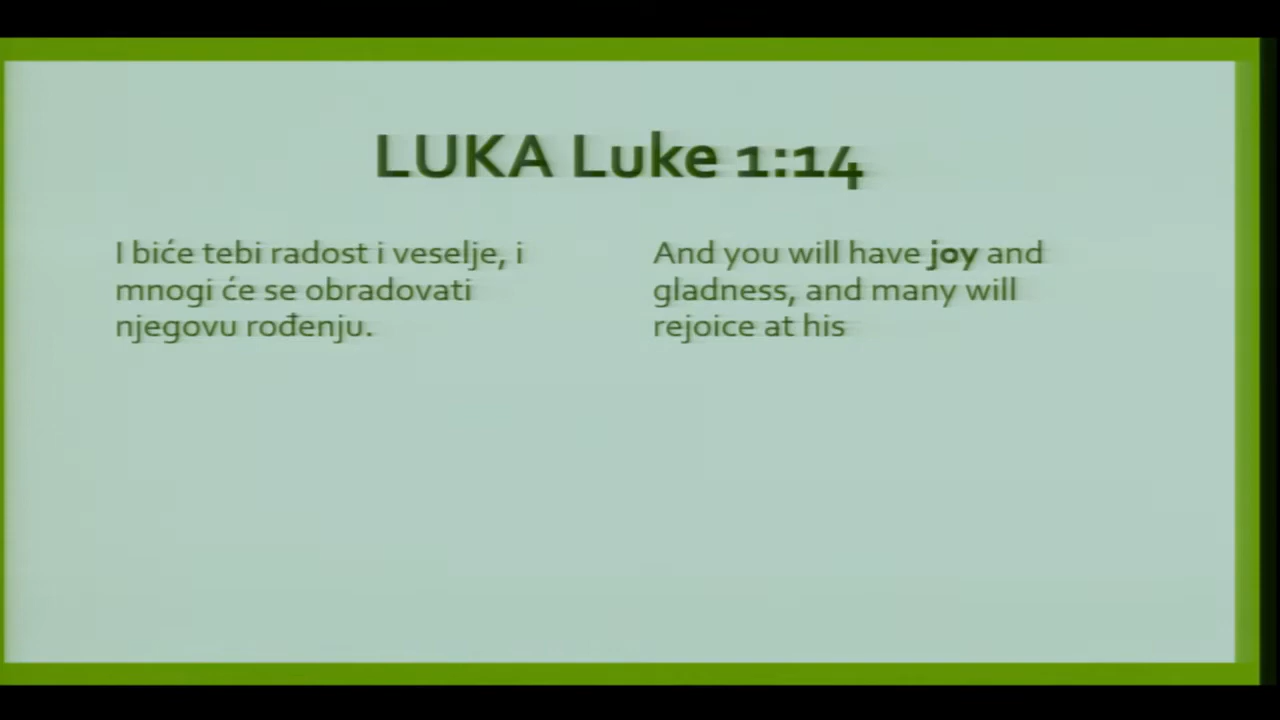 LUKA Luke 1:14
I biće tebi radost i veselje, i
mnogi će se obradovati
njegovu rođenju.
And you will have joy and
gladness, and many will
rejoice at his